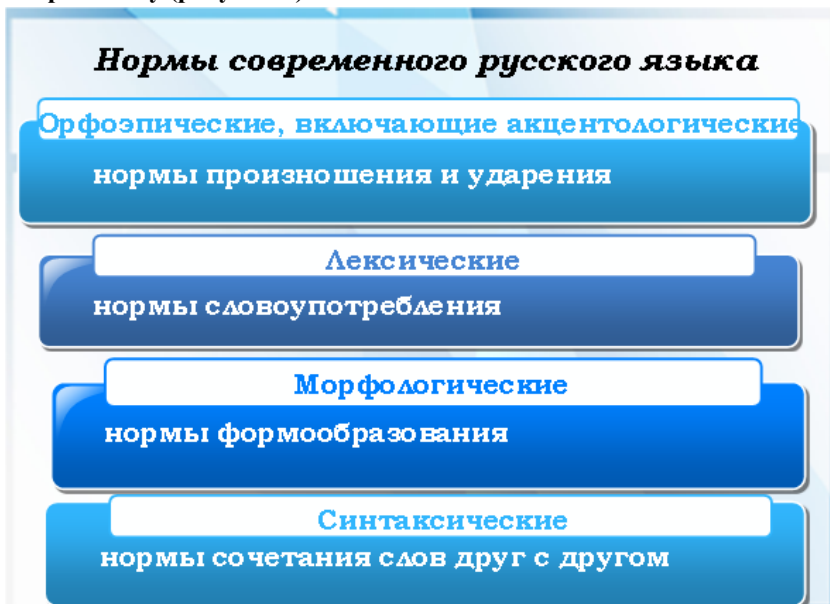 Нормы современного русского языка
Орфоэпические, включающие акцентологические
нормы произношения и ударения
Лексические
нормы словоупотребления
Морфологические
нормы формообразования
Синтаксические
нормы сочетания слов друг с другом